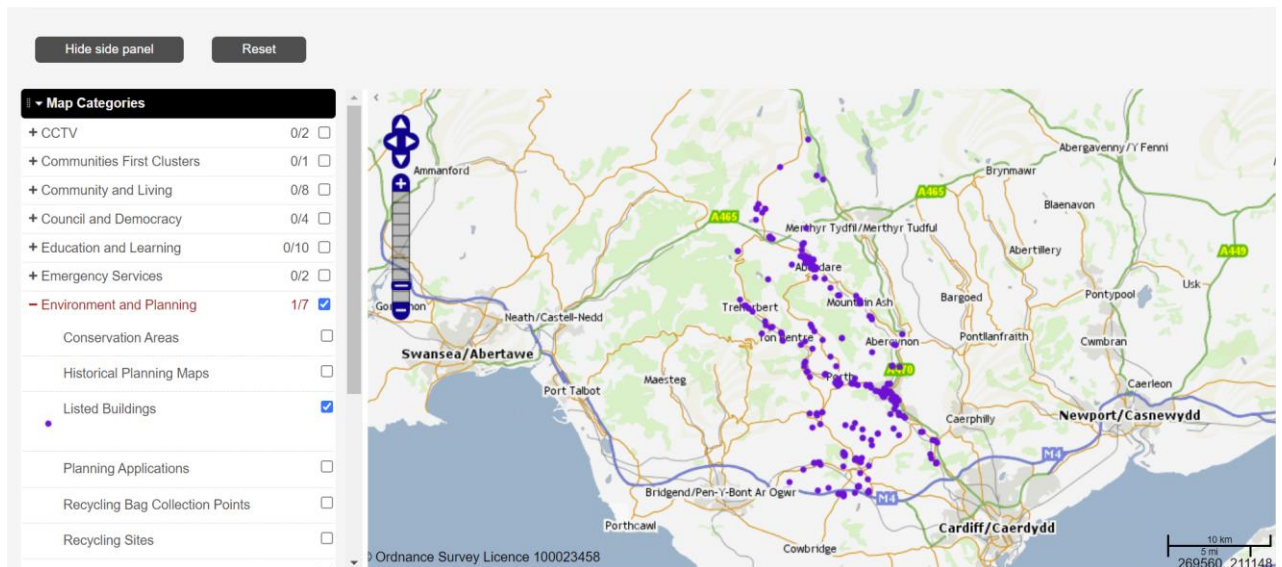 Hide side panel
Reset
Map Categories
+ CCTV 0/2
+ Communities First Clusters 0/1
+ Community and Living 0/8
+ Council and Democracy 0/4
+ Education and Learning 0/10
+ Emergency Services 0/2
− Environment and Planning 1/7
Conservation Areas
Historical Planning Maps
Listed Buildings
Planning Applications
Recycling Bag Collection Points
Recycling Sites
Abergavenny/Y Fenni
Ammanford
Brynmawr
A465
Blaenavon
A465
Merthyr Tydfil/Merthyr Tudful
Abertillery
A449
Usk
Bargoed
Pontypool
Neath/Castell-Nedd
Mountain Ash
Pontllanfraith
Cwmbran
Abercynon
Swansea/Abertawe
Maesteg
Porth
Caerleon
Port Talbot
Caerphilly
Newport/Casnewydd
M4
Bridgend/Pen-Y-Bont Ar Ogwr
M4
Porthcawl
Cardiff/Caerdydd
Cowbridge
Ordnance Survey Licence 100023458
10 km
5 mi
269560 211148